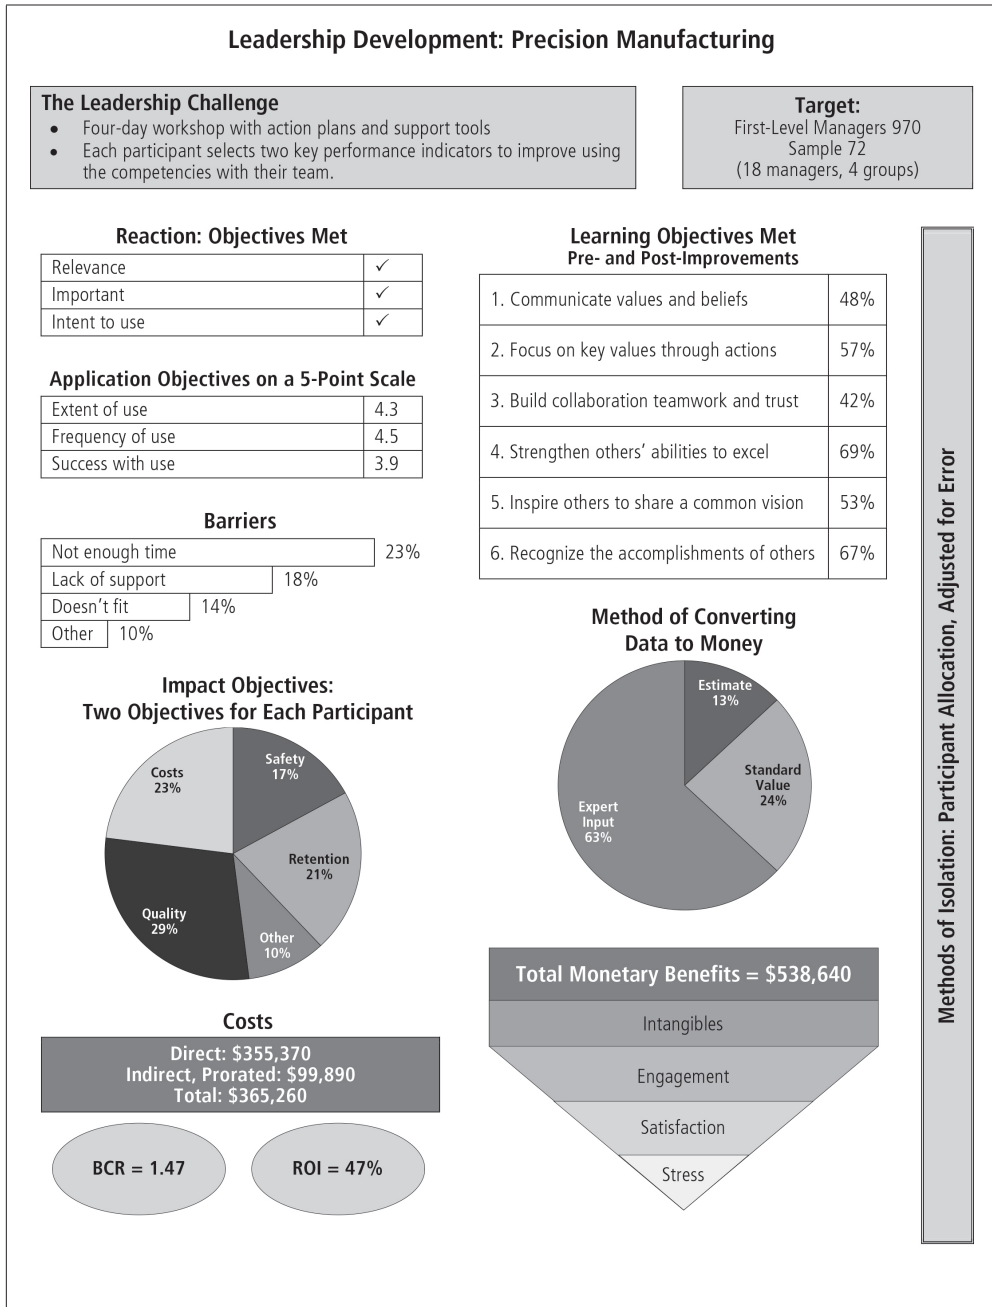 Leadership Development: Precision Manufacturing
The Leadership Challenge
• Four-day workshop with action plans and support tools
• Each participant selects two key performance indicators to improve using
the competencies with their team.
Target:
First-Level Managers 970
Sample 72
(18 managers, 4 groups)
Reaction: Objectives Met
Relevance ✓
Important ✓
Intent to use ✓
Application Objectives on a 5-Point Scale
Extent of use 4.3
Frequency of use 4.5
Success with use 3.9
Barriers
Not enough time 23%
Lack of support 18%
Doesn't fit 14%
Other 10%
Impact Objectives:
Two Objectives for Each Participant
Safety
17%
Retention
21%
Other
10%
Quality
29%
Costs
23%
Costs
Direct: $355,370
Indirect, Prorated: $99,890
Total: $365,260
BCR = 1.47
ROI = 47%
Learning Objectives Met
Pre- and Post-Improvements
1. Communicate values and beliefs 48%
2. Focus on key values through actions 57%
3. Build collaboration teamwork and trust 42%
4. Strengthen others' abilities to excel 69%
5. Inspire others to share a common vision 53%
6. Recognize the accomplishments of others 67%
Method of Converting
Data to Money
Estimate
13%
Standard
Value
24%
Expert
Input
63%
Total Monetary Benefits = $538,640
Intangibles
Engagement
Satisfaction
Stress
Methods of Isolation: Participant Allocation, Adjusted for Error